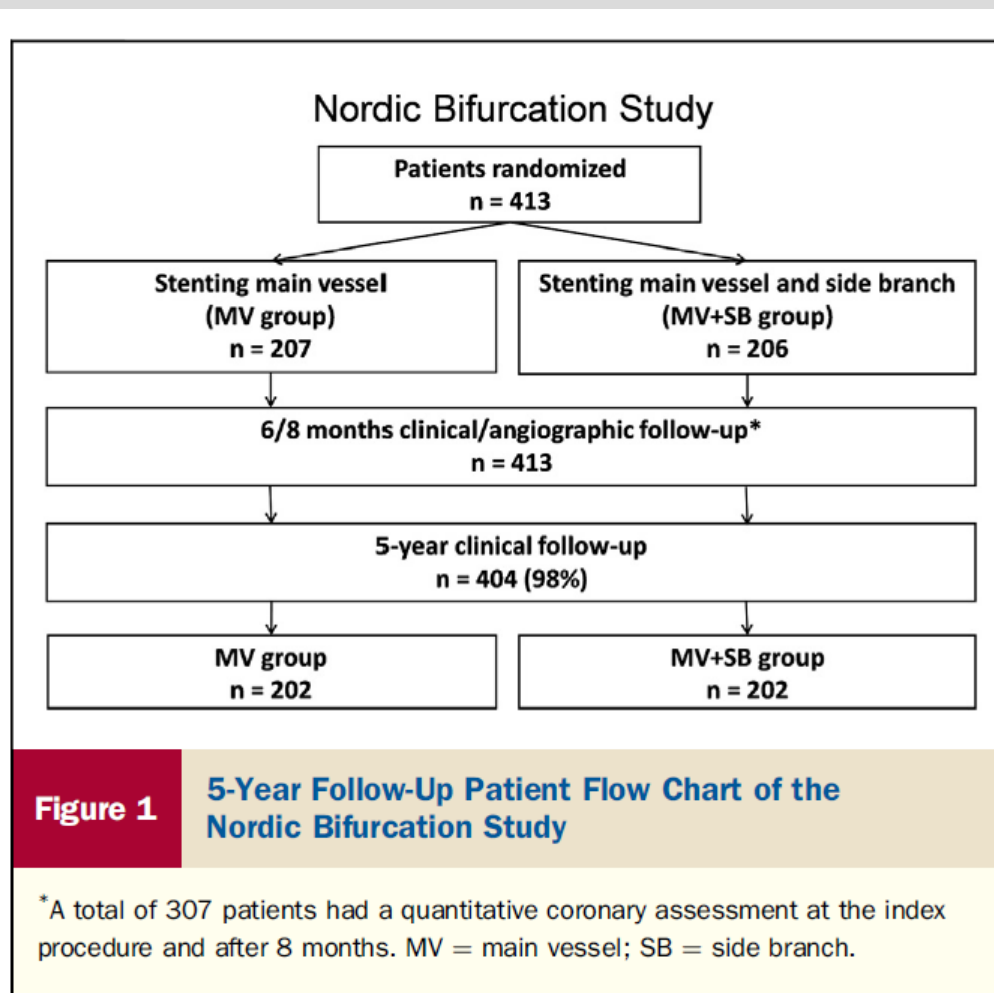 Nordic Bifurcation Study
Patients randomized
n = 413
Stenting main vessel
(MV group)
n = 207
Stenting main vessel and side branch
(MV+SB group)
n = 206
6/8 months clinical/angiographic follow-up*
n = 413
5-year clinical follow-up
n = 404 (98%)
MV group
n = 202
MV+SB group
n = 202
Figure 1
5-Year Follow-Up Patient Flow Chart of the
Nordic Bifurcation Study
*A total of 307 patients had a quantitative coronary assessment at the index
procedure and after 8 months. MV = main vessel; SB = side branch.